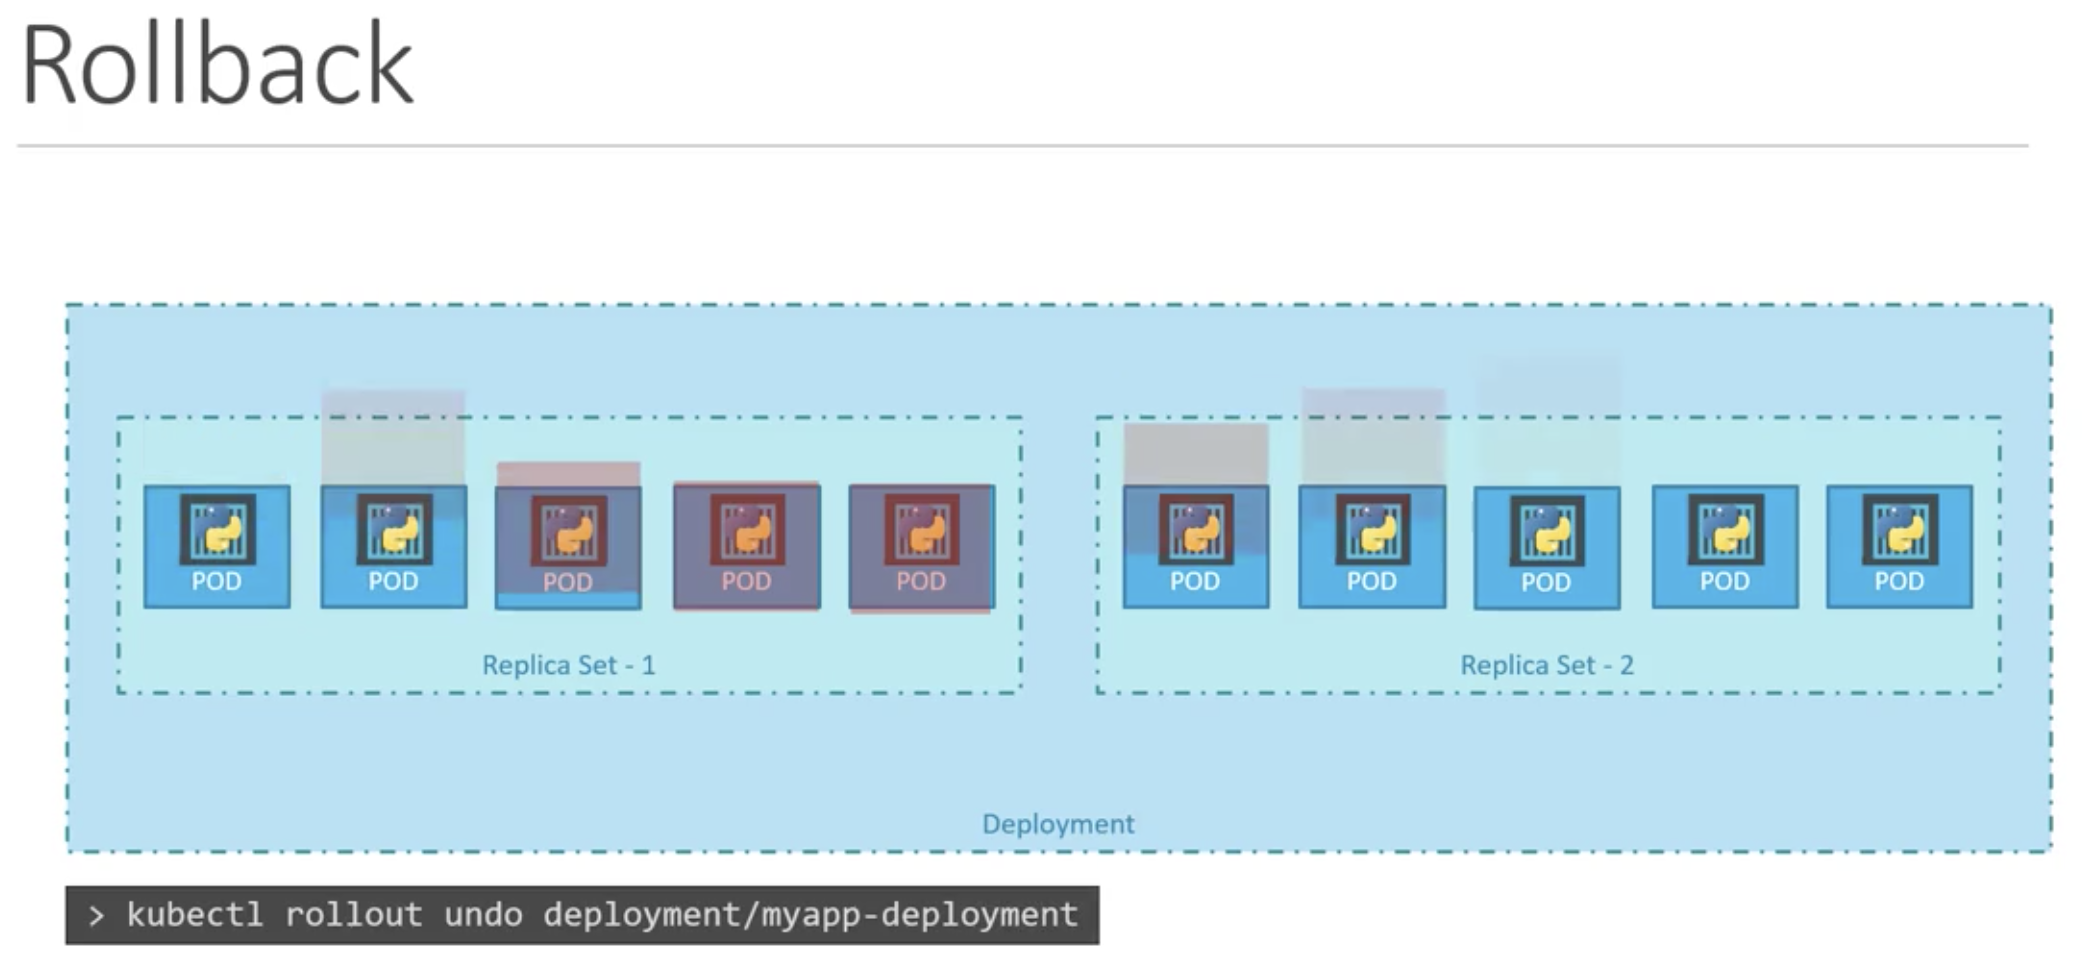 Rollback
POD POD POD POD POD
Replica Set - 1
POD POD POD POD POD
Replica Set - 2
Deployment
> kubectl rollout undo deployment/myapp-deployment